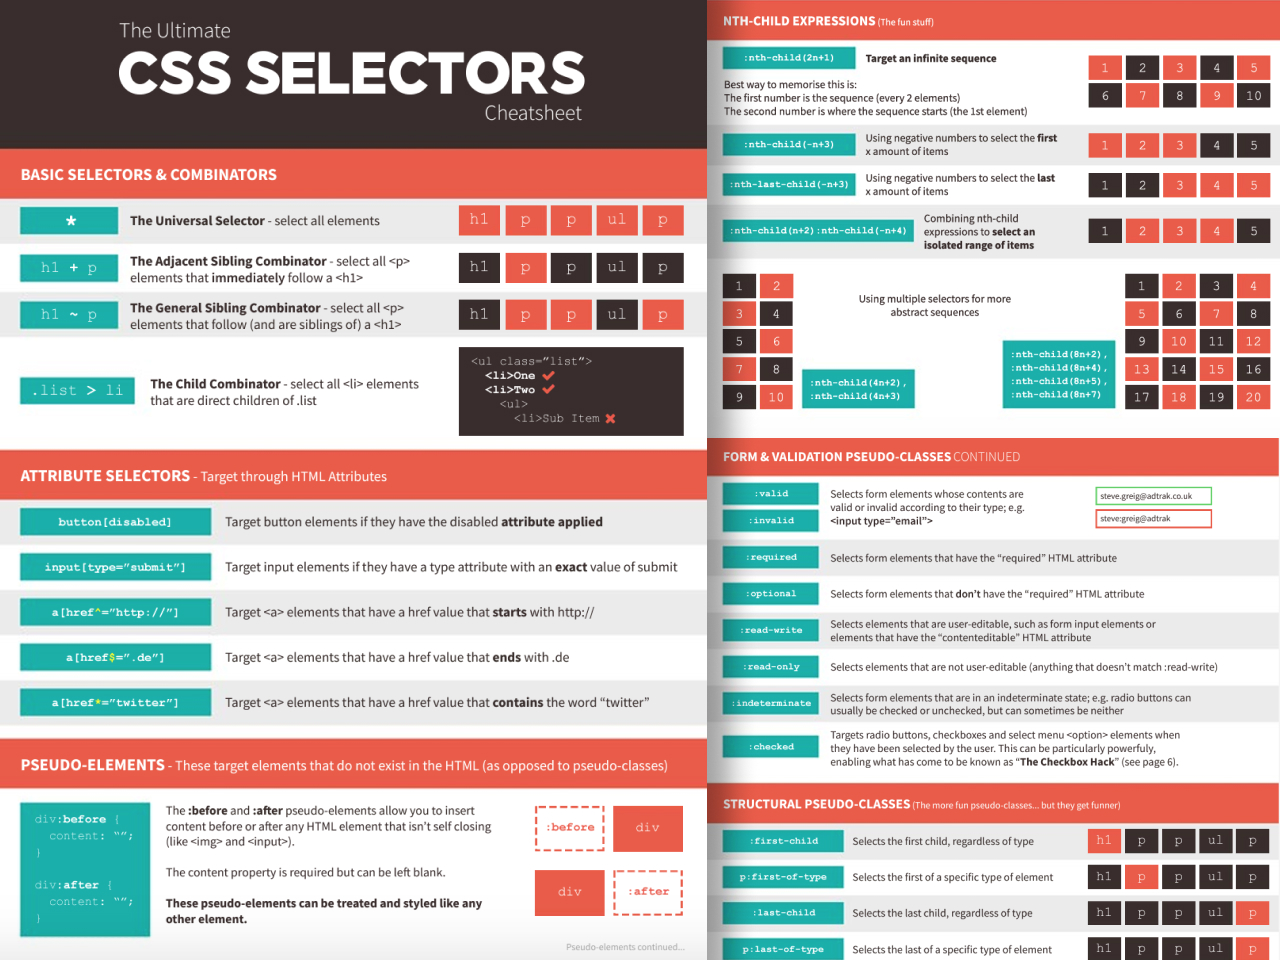 The Ultimate
CSS SELECTORS
Cheatsheet
BASIC SELECTORS & COMBINATORS
*
The Universal Selector - select all elements
h1 p p ul p
h1 + p
The Adjacent Sibling Combinator - select all <p>
elements that immediately follow a <h1>
h1 p p ul p
h1 ~ p
The General Sibling Combinator - select all <p>
elements that follow (and are siblings of) a <h1>
h1 p p ul p
.list > li
The Child Combinator - select all <li> elements
that are direct children of .list
<ul class="list">
<li>One ✔
<li>Two ✔
<ul>
<li>Sub Item ✖
ATTRIBUTE SELECTORS - Target through HTML Attributes
button[disabled]
Target button elements if they have the disabled attribute applied
input[type="submit"]
Target input elements if they have a type attribute with an exact value of submit
a[href^="http://"]
Target <a> elements that have a href value that starts with http://
a[href$=".de"]
Target <a> elements that have a href value that ends with .de
a[href*="twitter"]
Target <a> elements that have a href value that contains the word "twitter"
PSEUDO-ELEMENTS - These target elements that do not exist in the HTML (as opposed to pseudo-classes)
div:before {
content: "";
}
div:after {
content: "";
}
The :before and :after pseudo-elements allow you to insert
content before or after any HTML element that isn't self closing
(like <img> and <input>).
The content property is required but can be left blank.
These pseudo-elements can be treated and styled like any
other element.
:before div
div :after
Pseudo-elements continued...
NTH-CHILD EXPRESSIONS (The fun stuff)
:nth-child(2n+1)
Target an infinite sequence
Best way to memorise this is:
The first number is the sequence (every 2 elements)
The second number is where the sequence starts (the 1st element)
1 2 3 4 5
6 7 8 9 10
:nth-child(-n+3)
Using negative numbers to select the first
x amount of items
1 2 3 4 5
:nth-last-child(-n+3)
Using negative numbers to select the last
x amount of items
1 2 3 4 5
:nth-child(n+2):nth-child(-n+4)
Combining nth-child
expressions to select an
isolated range of items
1 2 3 4 5
1 2
3 4
5 6
7 8
9 10
:nth-child(4n+2),
:nth-child(4n+3)
Using multiple selectors for more
abstract sequences
:nth-child(8n+2),
:nth-child(8n+4),
:nth-child(8n+5),
:nth-child(8n+7)
1 2 3 4
5 6 7 8
9 10 11 12
13 14 15 16
17 18 19 20
FORM & VALIDATION PSEUDO-CLASSES CONTINUED
:valid
:invalid
Selects form elements whose contents are
valid or invalid according to their type; e.g.
<input type="email">
steve.greig@adtrak.co.uk
steve:greig@adtrak
:required
Selects form elements that have the "required" HTML attribute
:optional
Selects form elements that don't have the "required" HTML attribute
:read-write
Selects elements that are user-editable, such as form input elements or
elements that have the "contenteditable" HTML attribute
:read-only
Selects elements that are not user-editable (anything that doesn't match :read-write)
:indeterminate
Selects form elements that are in an indeterminate state; e.g. radio buttons can
usually be checked or unchecked, but can sometimes be neither
:checked
Targets radio buttons, checkboxes and select menu <option> elements when
they have been selected by the user. This can be particularly powerfuly,
enabling what has come to be known as "The Checkbox Hack" (see page 6).
STRUCTURAL PSEUDO-CLASSES (The more fun pseudo-classes... but they get funner)
:first-child
Selects the first child, regardless of type
h1 p p ul p
p:first-of-type
Selects the first of a specific type of element
h1 p p ul p
:last-child
Selects the last child, regardless of type
h1 p p ul p
p:last-of-type
Selects the last of a specific type of element
h1 p p ul p